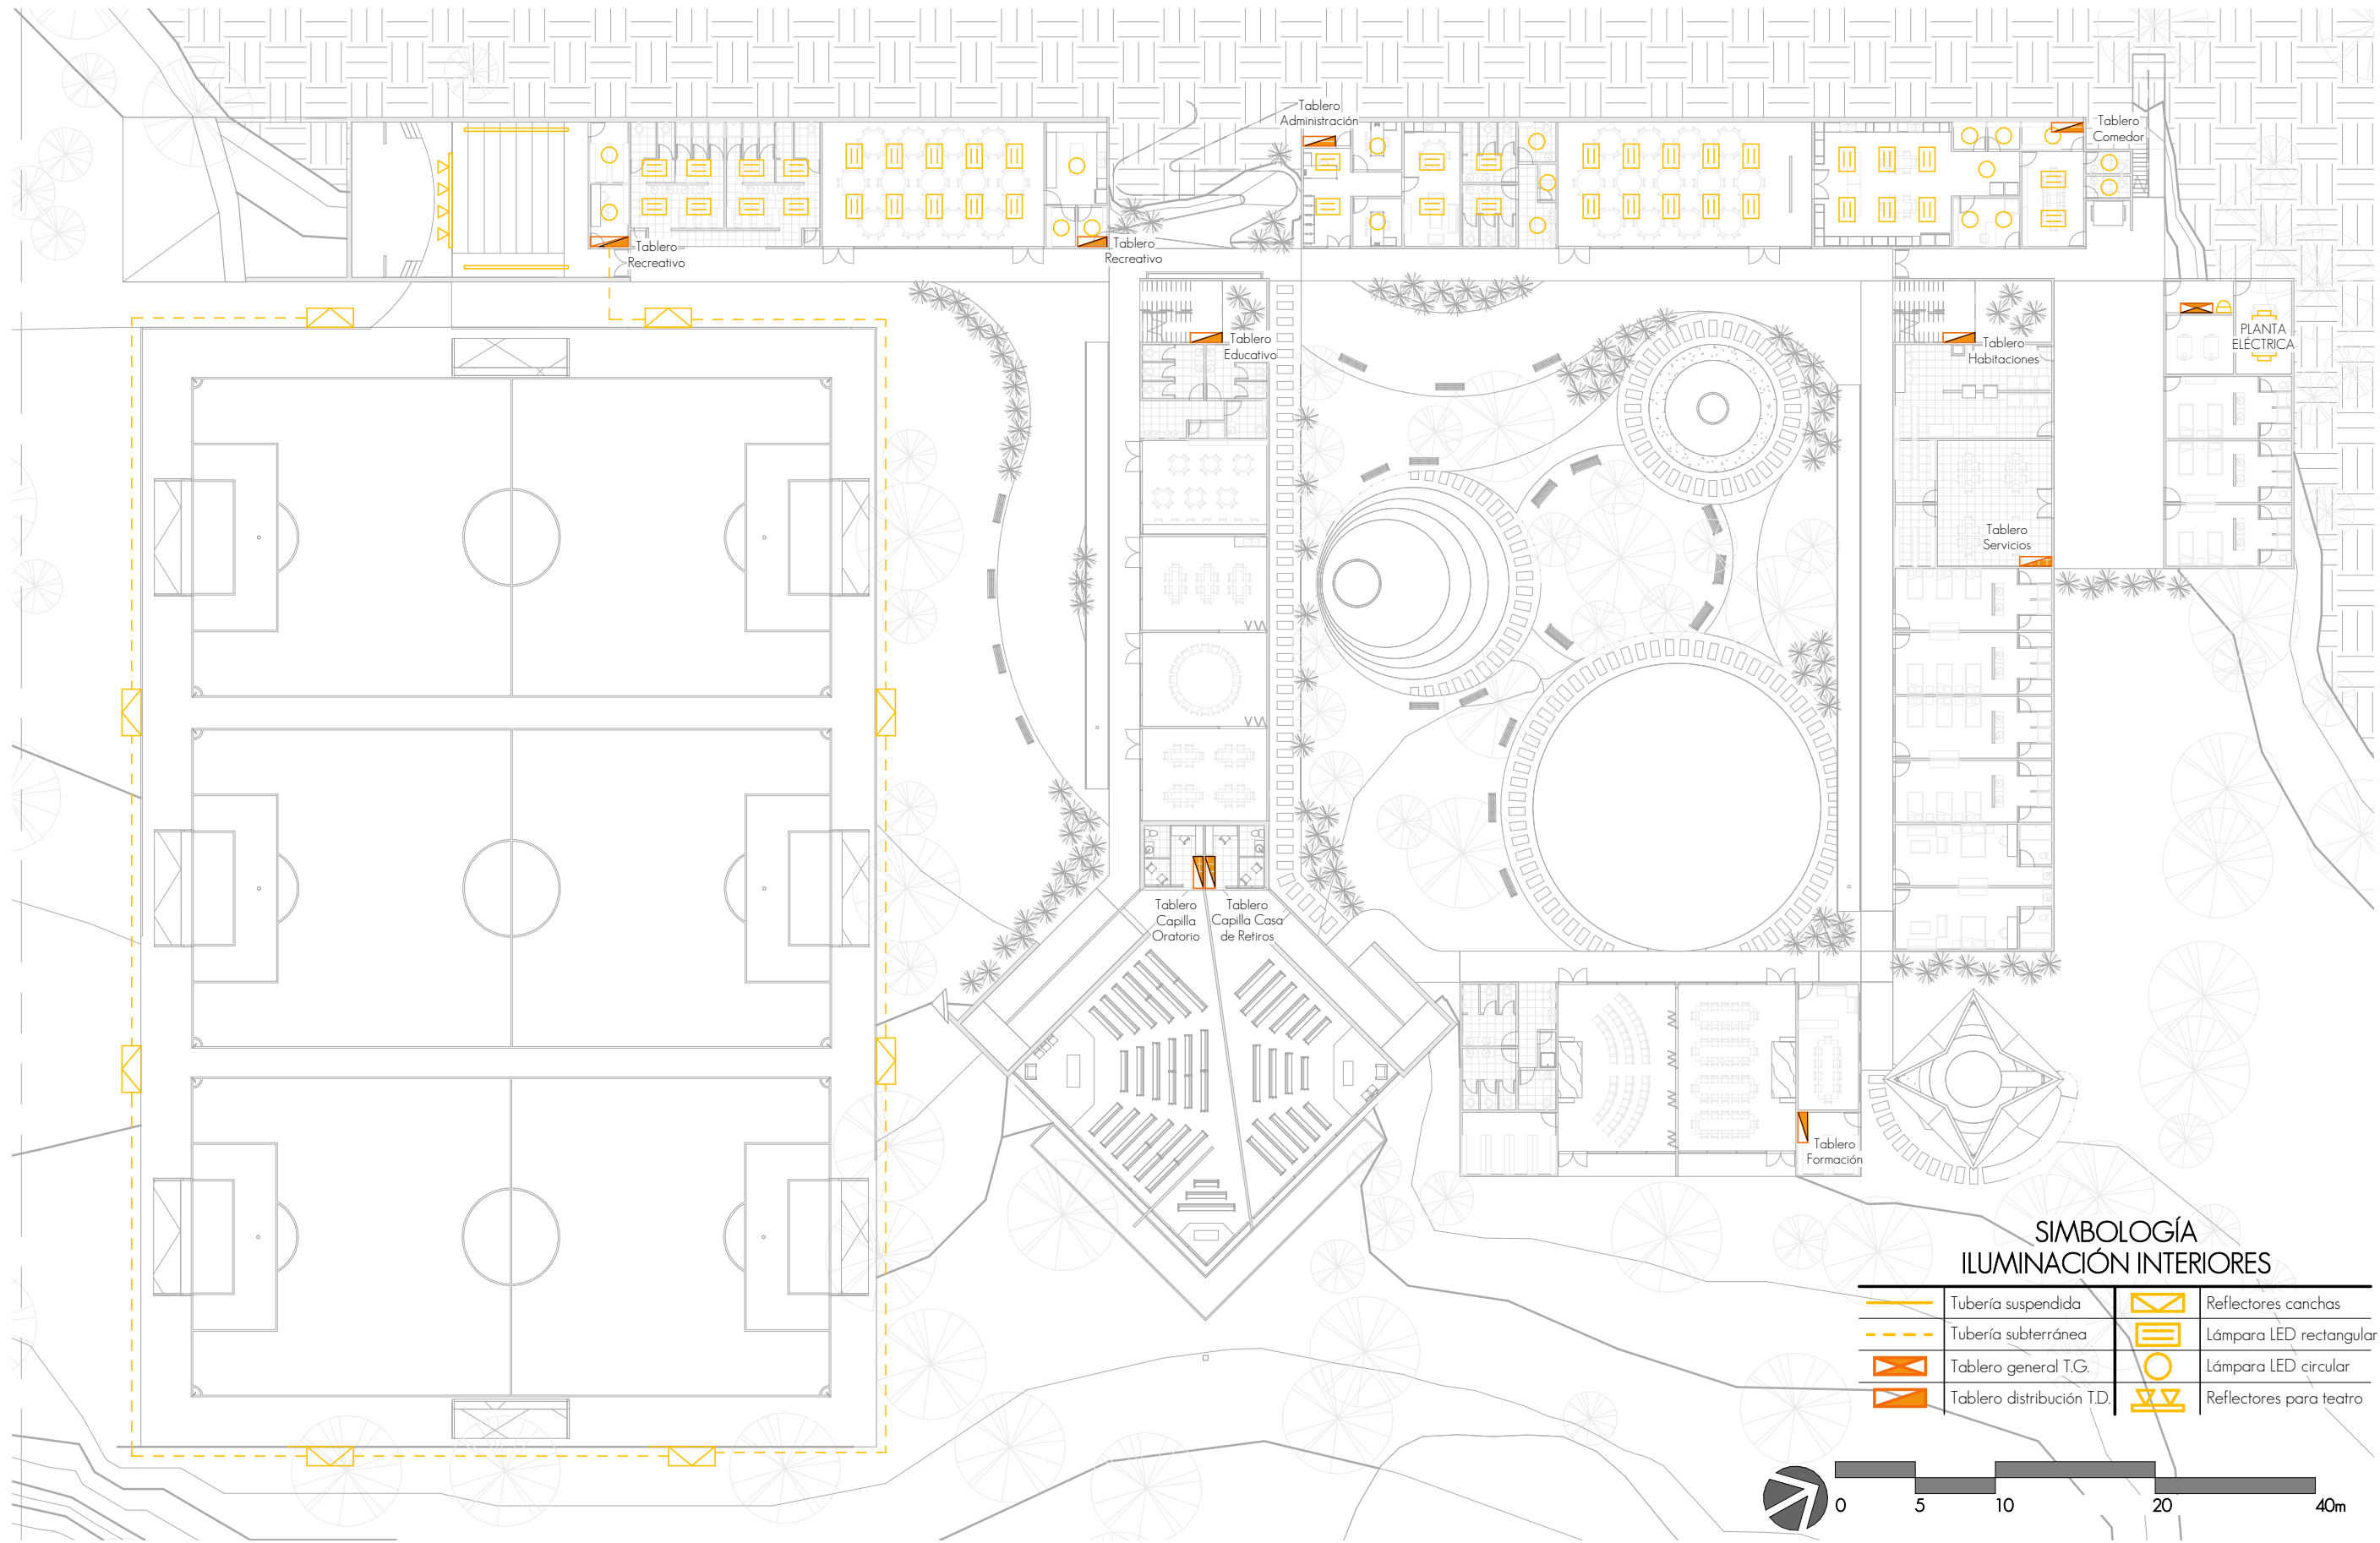 Tablero
Administración
Tablero
Comedor
Tablero
Recreativo
Tablero
Recreativo
Tablero
Educativo
Tablero
Habitaciones
PLANTA
ELÉCTRICA
Tablero
Servicios
Tablero
Capilla
Oratorio
Tablero
Capilla Casa
de Retiros
Tablero
Formación
SIMBOLOGÍA
ILUMINACIÓN INTERIORES
Tubería suspendida
Reflectores canchas
Tubería subterránea
Lámpara LED rectangular
Tablero general T.G.
Lámpara LED circular
Tablero distribución T.D.
Reflectores para teatro
0 5 10 20 40m